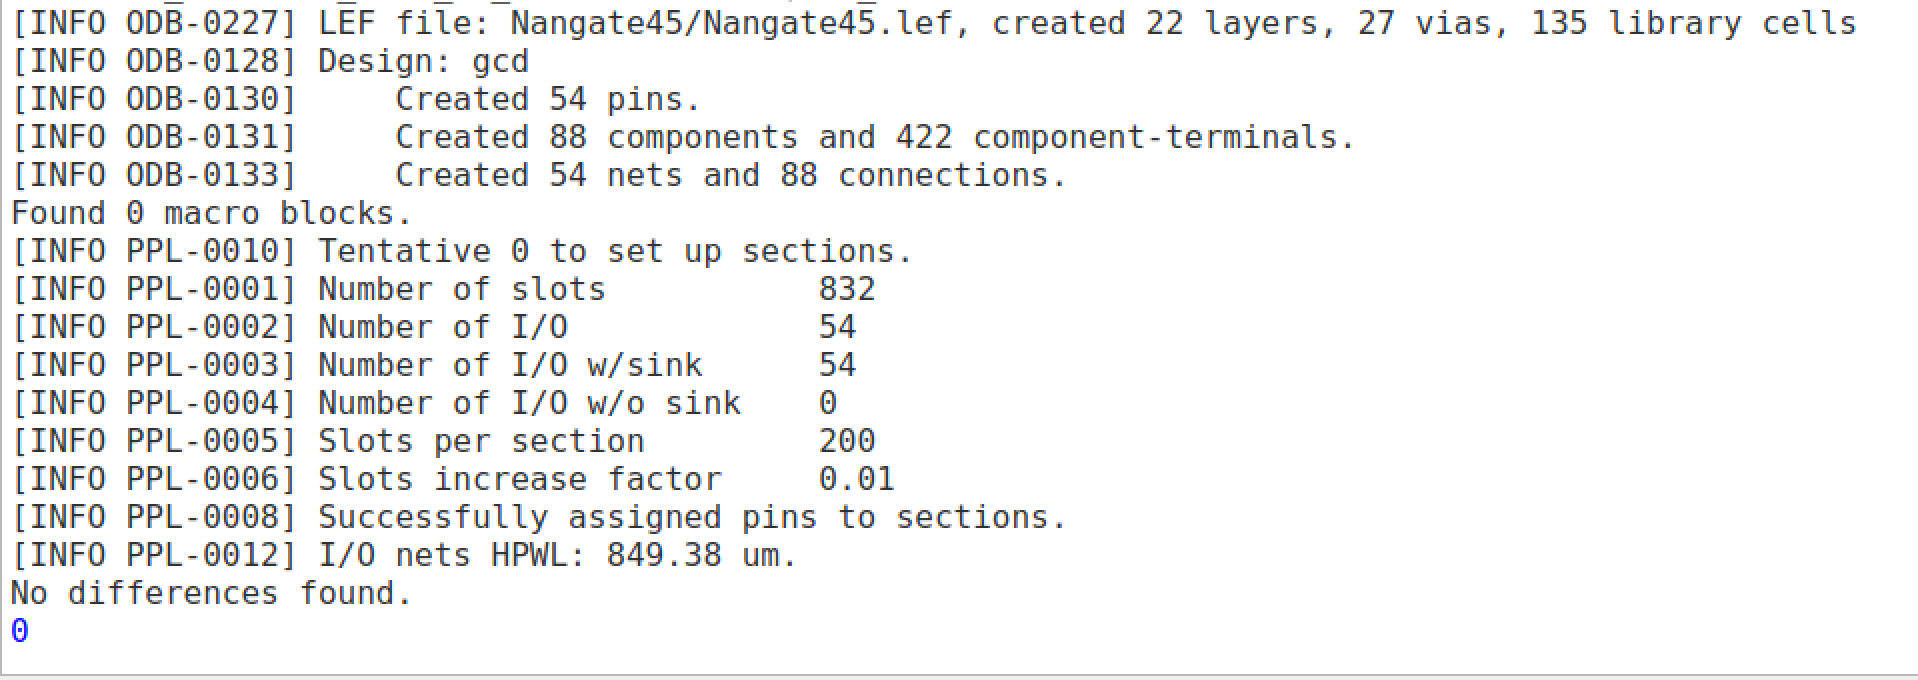 [INFO ODB-0227] LEF file: Nangate45/Nangate45.lef, created 22 layers, 27 vias, 135 library cells
[INFO ODB-0128] Design: gcd
[INFO ODB-0130]     Created 54 pins.
[INFO ODB-0131]     Created 88 components and 422 component-terminals.
[INFO ODB-0133]     Created 54 nets and 88 connections.
Found 0 macro blocks.
[INFO PPL-0010] Tentative 0 to set up sections.
[INFO PPL-0001] Number of slots           832
[INFO PPL-0002] Number of I/O             54
[INFO PPL-0003] Number of I/O w/sink      54
[INFO PPL-0004] Number of I/O w/o sink    0
[INFO PPL-0005] Slots per section         200
[INFO PPL-0006] Slots increase factor     0.01
[INFO PPL-0008] Successfully assigned pins to sections.
[INFO PPL-0012] I/O nets HPWL: 849.38 um.
No differences found.
0